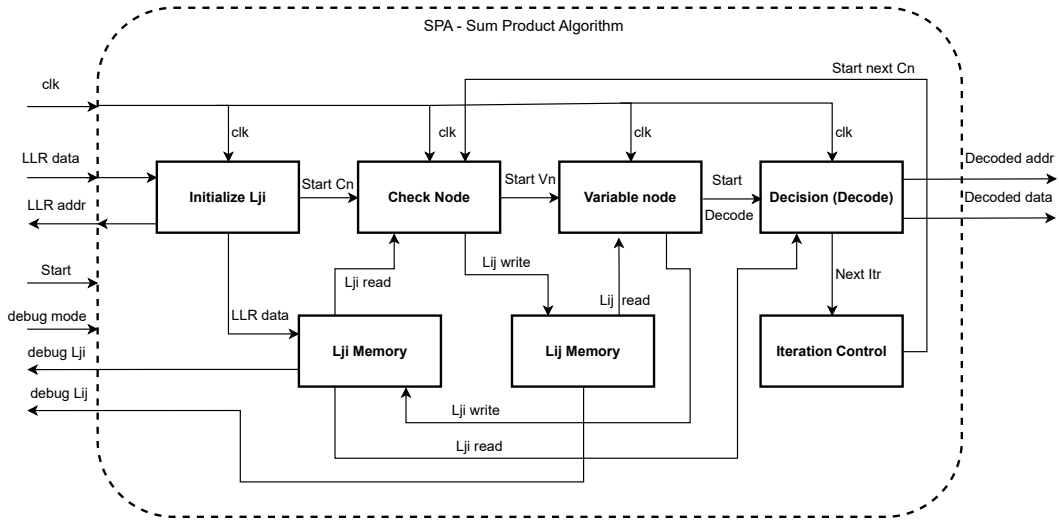 SPA - Sum Product Algorithm
Start next Cn
clk
clk
clk
clk
clk
LLR data
LLR addr
Initialize Lji
Start Cn
Check Node
Start Vn
Variable node
Start
Decode
Decision (Decode)
Decoded addr
Decoded data
Start
Lji read
Lij write
Lij read
Next Itr
debug mode
LLR data
debug Lji
Lji Memory
Lij Memory
Iteration Control
debug Lij
Lji write
Lji read